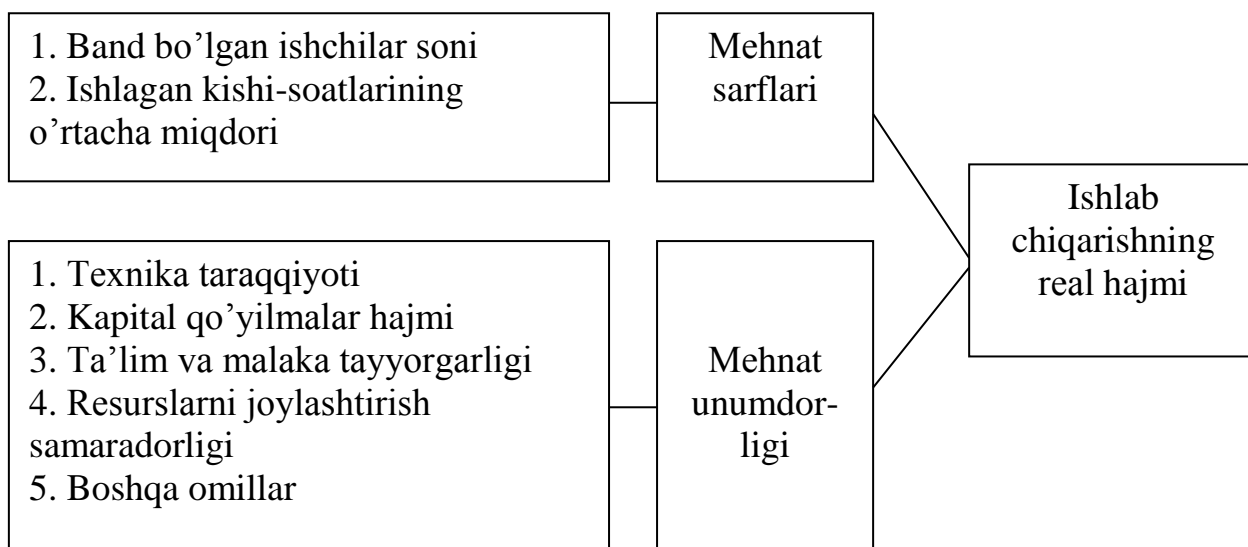 1. Band bo’lgan ishchilar soni
2. Ishlagan kishi-soatlarining
o’rtacha miqdori
Mehnat
sarflari
1. Texnika taraqqiyoti
2. Kapital qo’yilmalar hajmi
3. Ta’lim va malaka tayyorgarligi
4. Resurslarni joylashtirish
samaradorligi
5. Boshqa omillar
Mehnat
unumdor-
ligi
Ishlab
chiqarishning
real hajmi